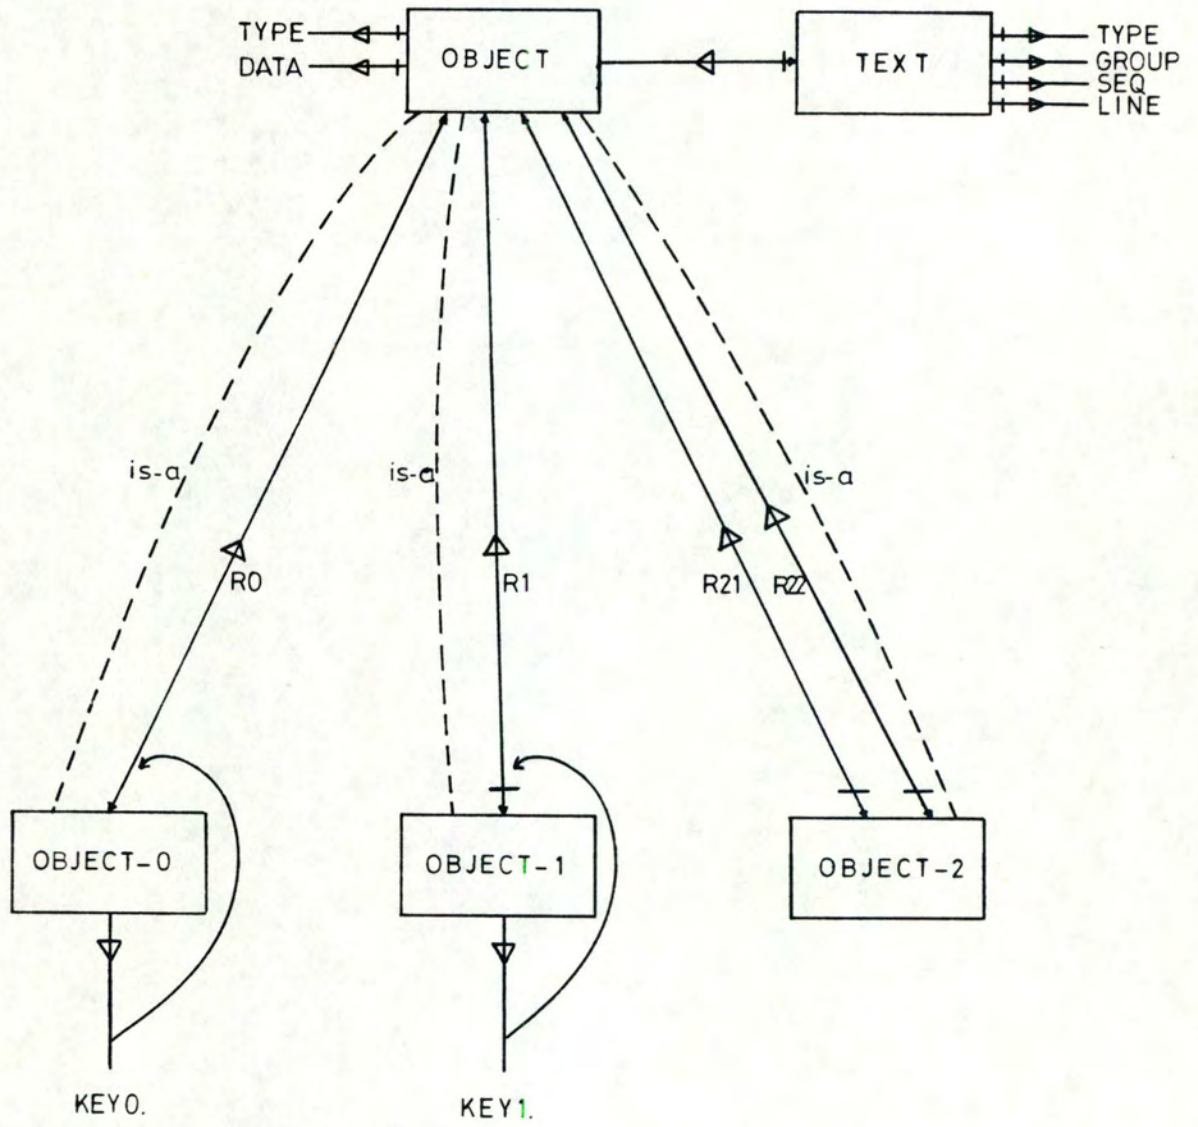 TYPE
DATA
OBJECT
TEXT
TYPE
GROUP
SEQ
LINE
is-a
is-a
is-a
R0
R1
R21
R22
OBJECT-0
OBJECT-1
OBJECT-2
KEY0.
KEY1.